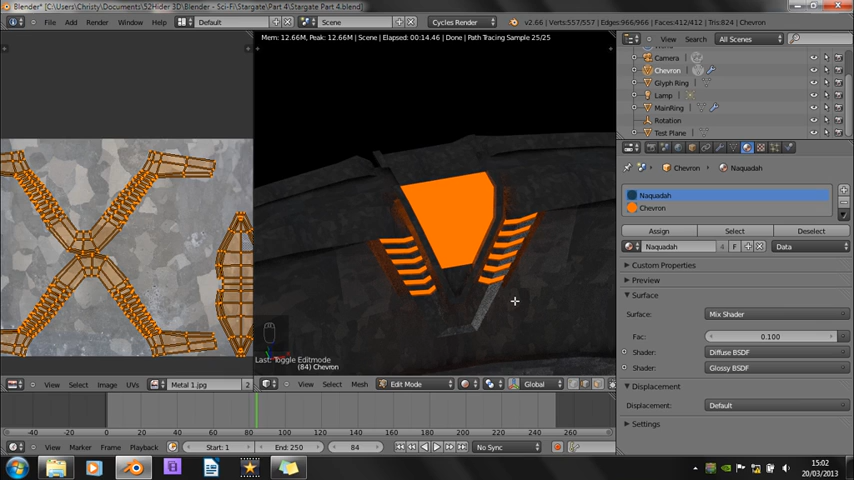 Blender* [C:\Users\Christy\Documents\52Hider 3D\Blender - Sci-Fi\Stargate\Part 4\Stargate Part 4.blend]
File Add Render Window Help Default Scene Cycles Render v2.66 | Verts:557/557 | Edges:966/966 | Faces:412/412 | Tris:824 | Chevron
Mem: 12.66M, Peak: 12.66M | Scene | Elapsed: 00:14.46 | Done | Path Tracing Sample 25/25
View Search All Scenes
Camera
Chevron
Glyph Ring
Lamp
MainRing
Rotation
Test Plane
Chevron Naquadah
Naquadah
Chevron
Assign Select Deselect
Naquadah 4 F Data
Custom Properties
Preview
Surface
Surface: Mix Shader
Fac: 0.100
Shader: Diffuse BSDF
Shader: Glossy BSDF
Displacement
Displacement: Default
Settings
Last: Toggle Editmode
(84) Chevron
View Select Image UVs Metal 1.jpg 2 View Select Mesh Edit Mode Global
-40 -20 0 20 40 60 80 100 120 140 160 180 200 220 240 260
View Marker Frame Playback Start: 1 End: 250 84 No Sync
15:02
20/03/2013